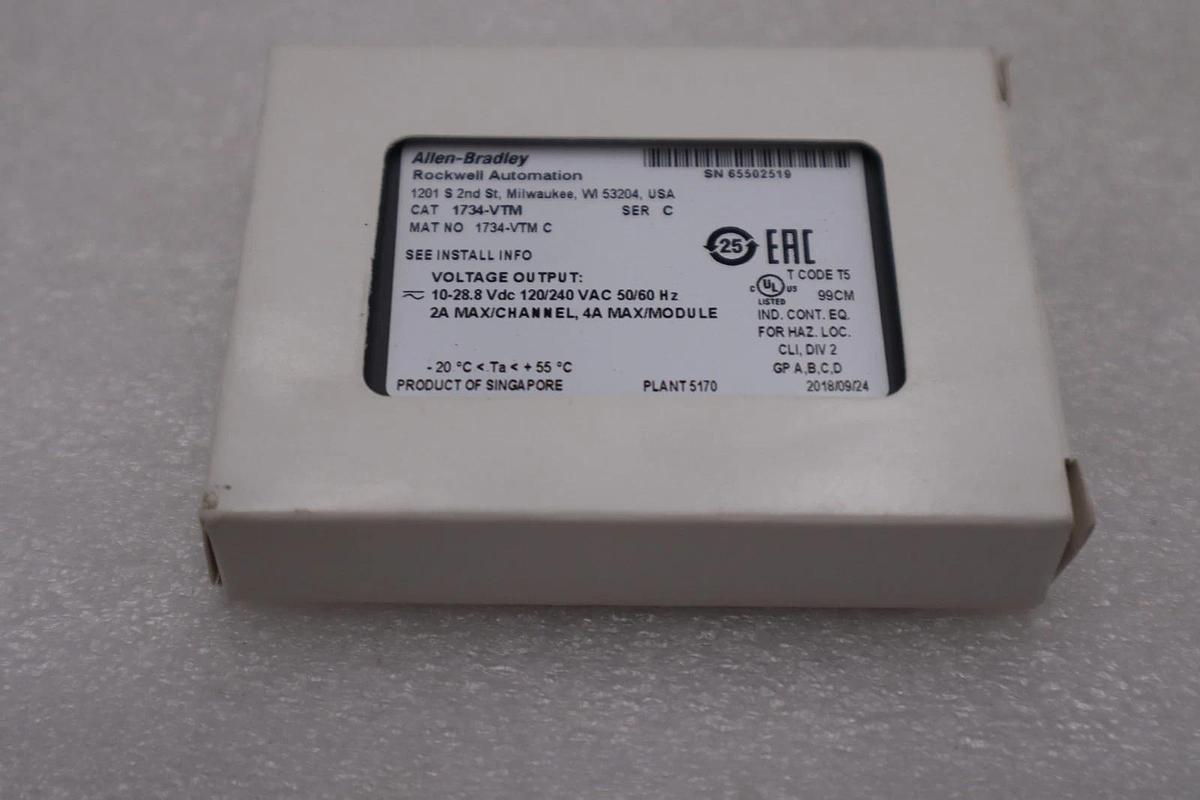 Allen-Bradley
Rockwell Automation
SN 65502519
1201 S 2nd St, Milwaukee, WI 53204, USA
CAT 1734-VTM SER C
MAT NO 1734-VTM C
SEE INSTALL INFO
25 EAC
VOLTAGE OUTPUT:
T CODE T5
10-28.8 Vdc 120/240 VAC 50/60 Hz
C UL US
LISTED
99CM
2A MAX/CHANNEL, 4A MAX/MODULE
IND. CONT. EQ.
FOR HAZ. LOC.
CLI, DIV 2
- 20 °C < Ta < + 55 °C
GP A,B,C,D
PRODUCT OF SINGAPORE PLANT 5170 2018/09/24